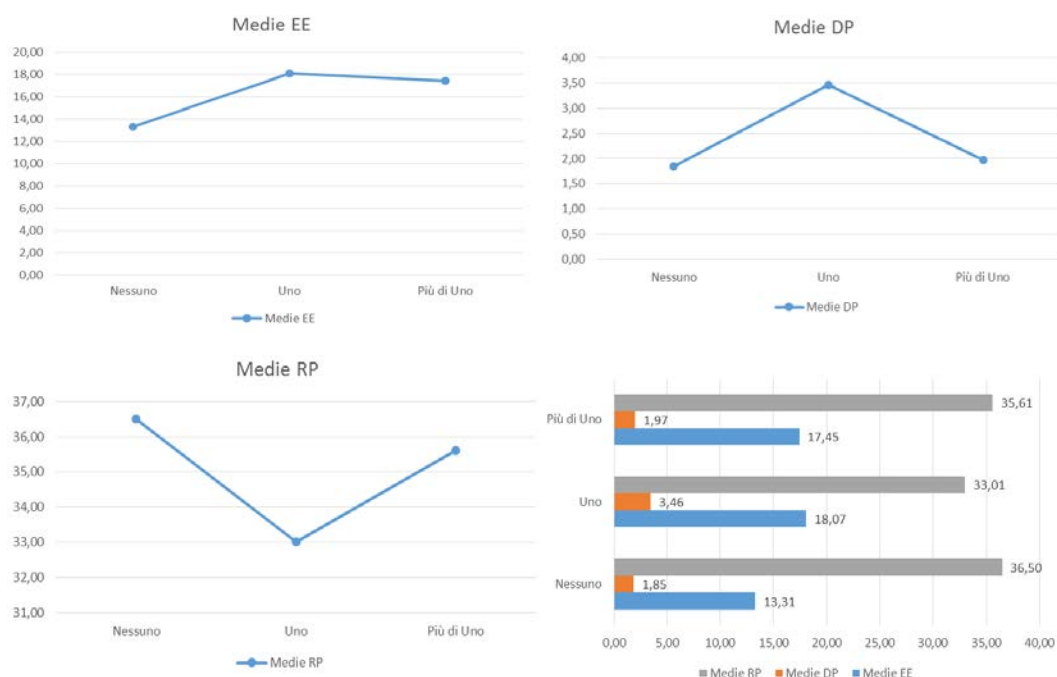 Medie EE
20,00
18,00
16,00
14,00
12,00
10,00
8,00
6,00
4,00
2,00
0,00
Nessuno Uno Più di Uno
Medie EE
Medie DP
4,00
3,50
3,00
2,50
2,00
1,50
1,00
0,50
0,00
Nessuno Uno Più di Uno
Medie DP
Medie RP
37,00
36,00
35,00
34,00
33,00
32,00
31,00
Nessuno Uno Più di Uno
Medie RP
35,61
Più di Uno 1,97
17,45
33,01
Uno 3,46
18,07
36,50
Nessuno 1,85
13,31
0,00 5,00 10,00 15,00 20,00 25,00 30,00 35,00 40,00
Medie RP Medie DP Medie EE